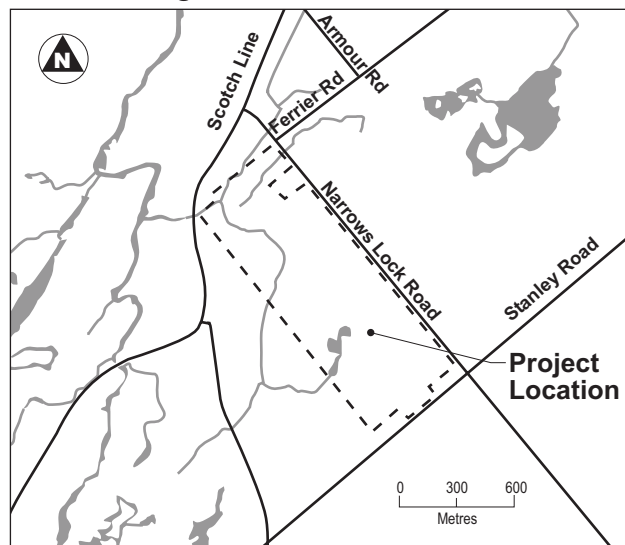 N
Scotch Line
Armour Rd
Ferrier Rd
Narrows Lock Road
Stanley Road
Project
Location
0 300 600
Metres